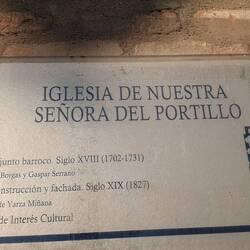 IGLESIA DE NUESTRA
SEÑORA DEL PORTILLO
junto barroco. Siglo XVIII (1702-1731)
Borgas y Gaspar Serrano
nstrucción y fachada. Siglo XIX (1827)
de Yarza Miñana
de Interés Cultural